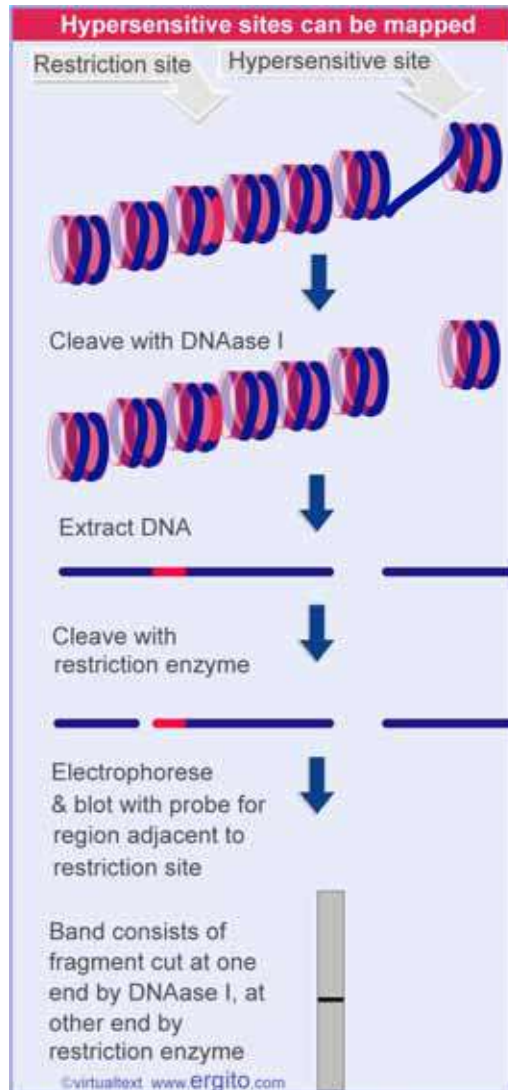 Hypersensitive sites can be mapped
Restriction site
Hypersensitive site
Cleave with DNAase I
Extract DNA
Cleave with
restriction enzyme
Electrophorese
& blot with probe for
region adjacent to
restriction site
Band consists of
fragment cut at one
end by DNAase I, at
other end by
restriction enzyme
©virtualtext www.ergito.com